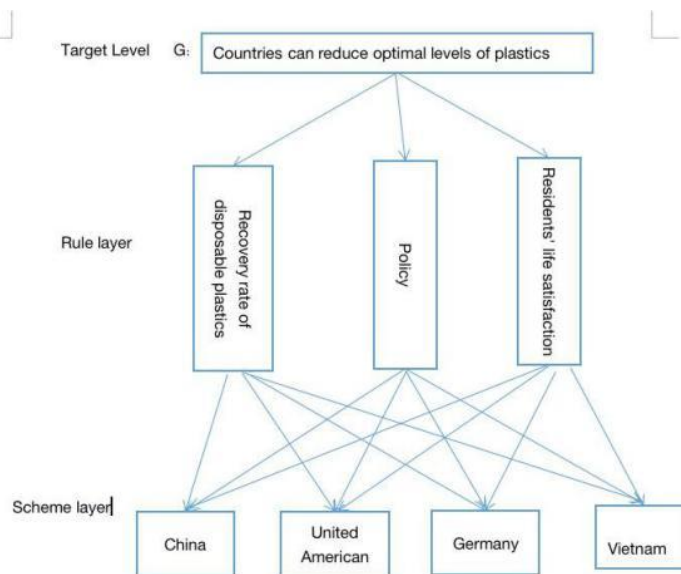 Target Level G: Countries can reduce optimal levels of plastics
Rule layer
Recovery rate of
disposable plastics
Policy
Residents' life satisfaction
Scheme layer
China
United
American
Germany
Vietnam